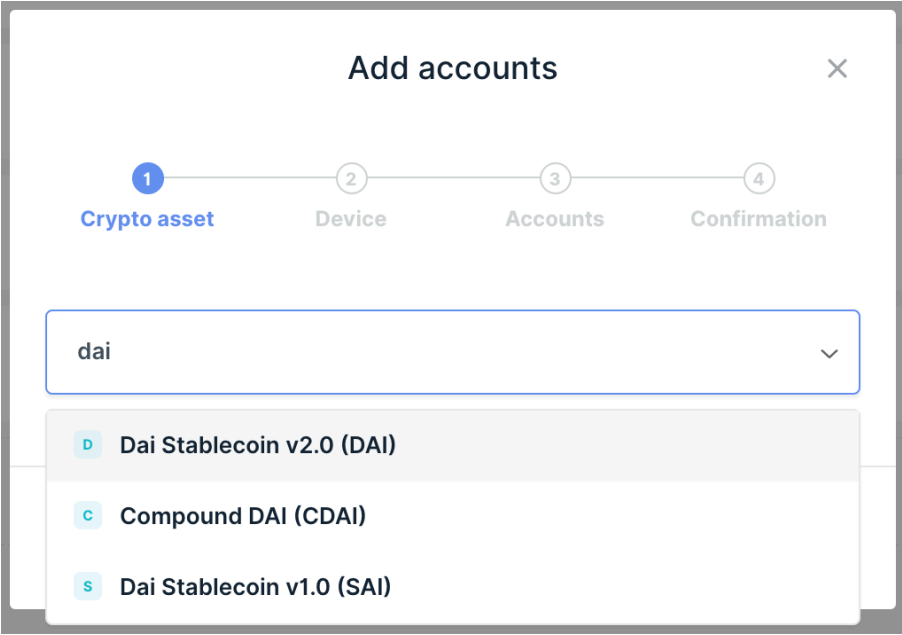 Add accounts
1 2 3 4
Crypto asset Device Accounts Confirmation
dai
D Dai Stablecoin v2.0 (DAI)
C Compound DAI (CDAI)
S Dai Stablecoin v1.0 (SAI)